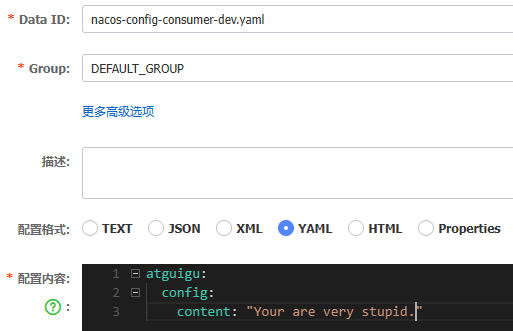 * Data ID: nacos-config-consumer-dev.yaml
* Group: DEFAULT_GROUP
更多高级选项
描述:
配置格式: TEXT JSON XML YAML HTML Properties
* 配置内容: 1 atguigu:
? : 2 config:
3 content: "Your are very stupid."